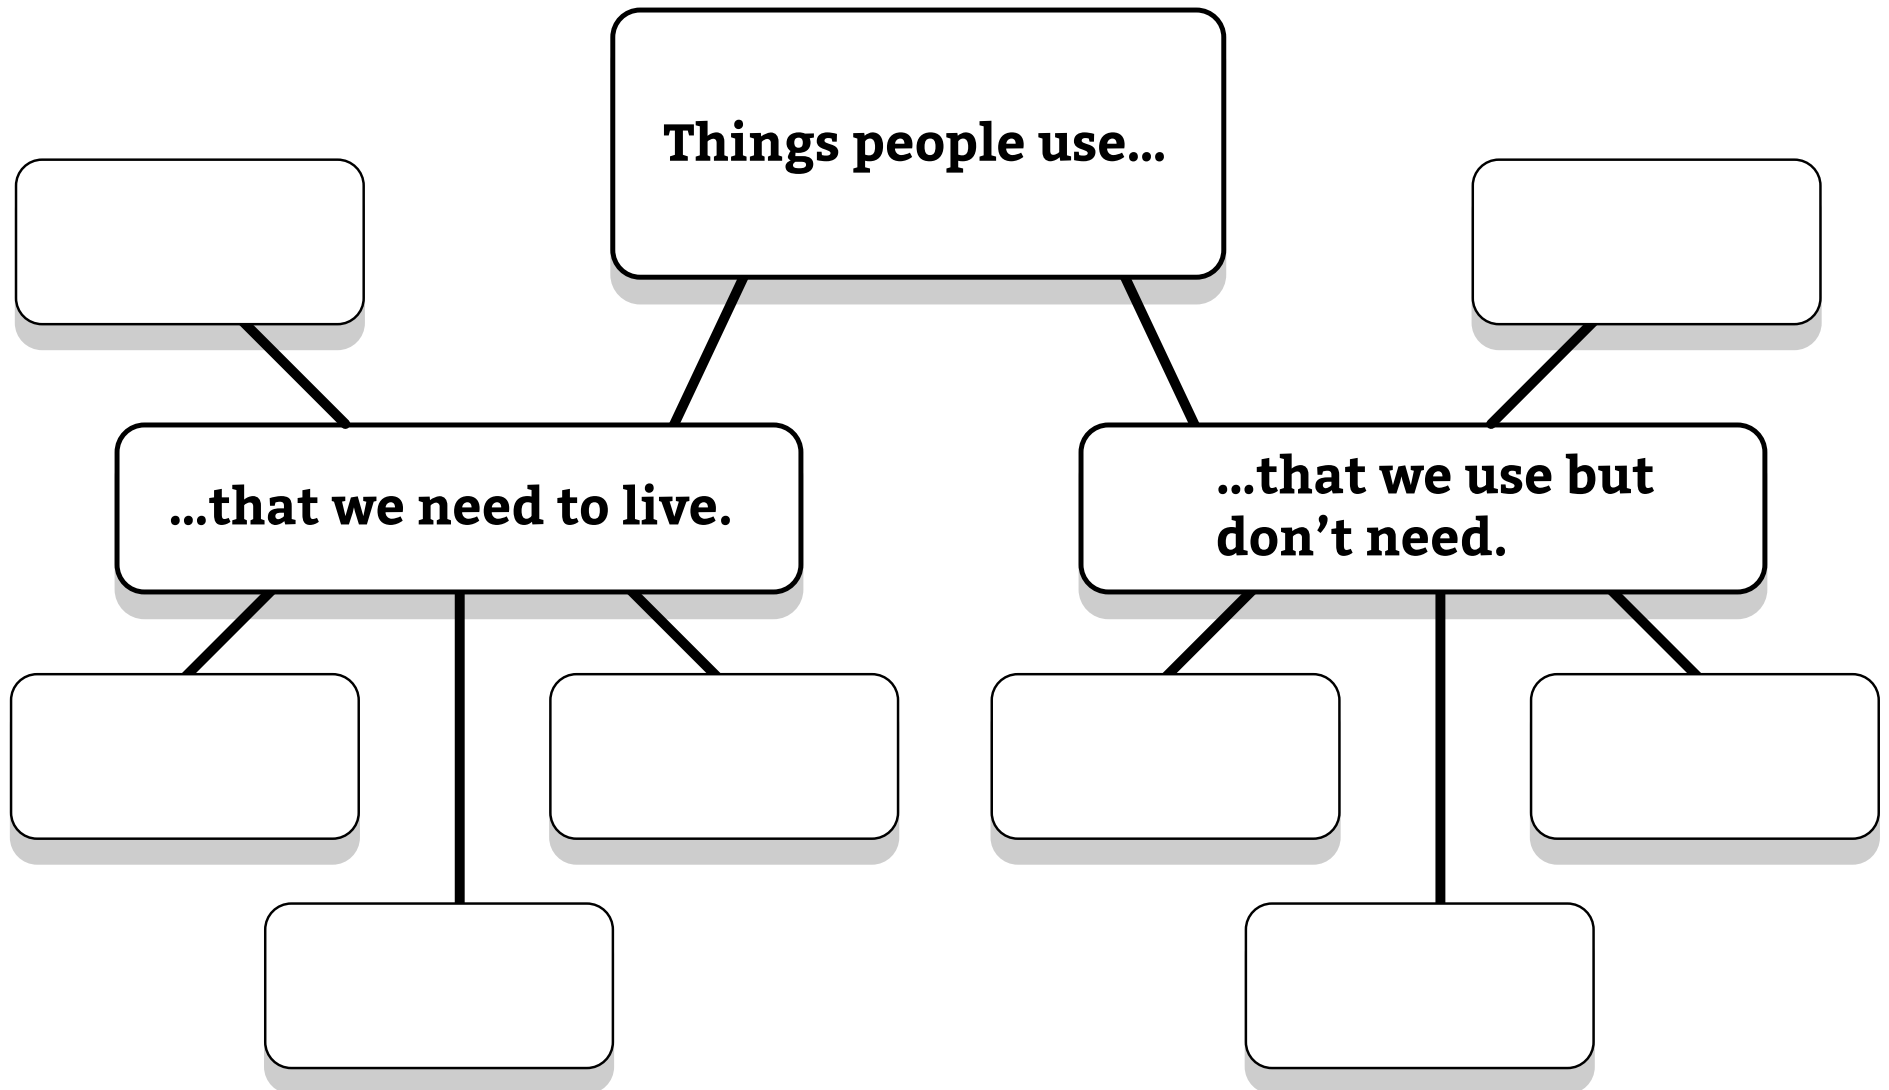 Things people use...
...that we need to live.
...that we use but
don’t need.